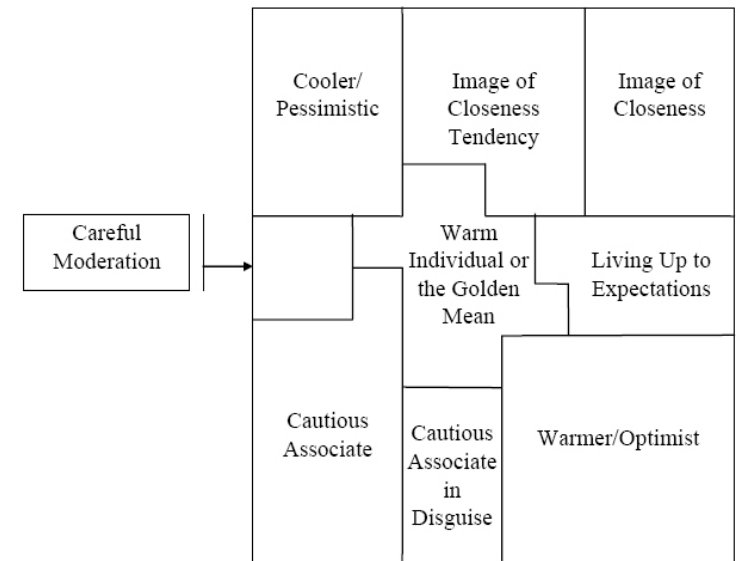 Cooler/
Pessimistic
Image of
Closeness
Tendency
Image of
Closeness
Careful
Moderation
Warm
Individual or
the Golden
Mean
Living Up to
Expectations
Cautious
Associate
Cautious
Associate
in
Disguise
Warmer/Optimist